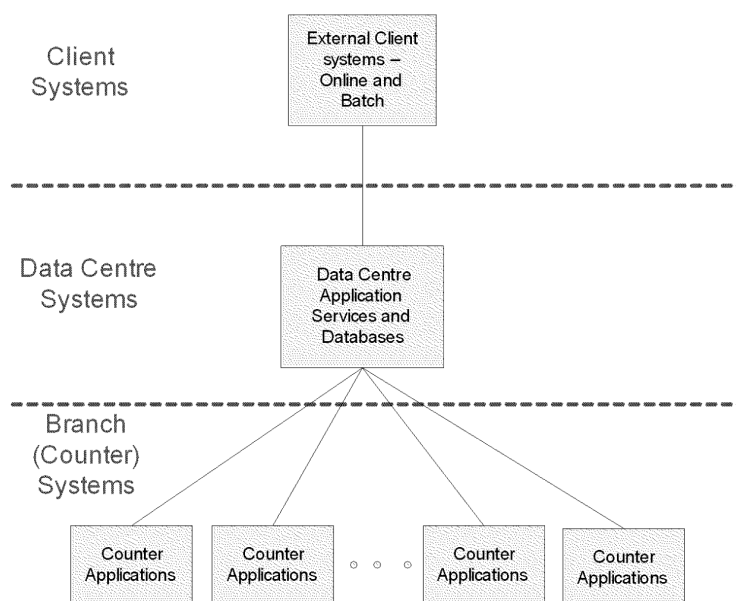 Client
Systems
External Client
systems –
Online and
Batch
Data Centre
Systems
Data Centre
Application
Services and
Databases
Branch
(Counter)
Systems
Counter
Applications
Counter
Applications
Counter
Applications
Counter
Applications